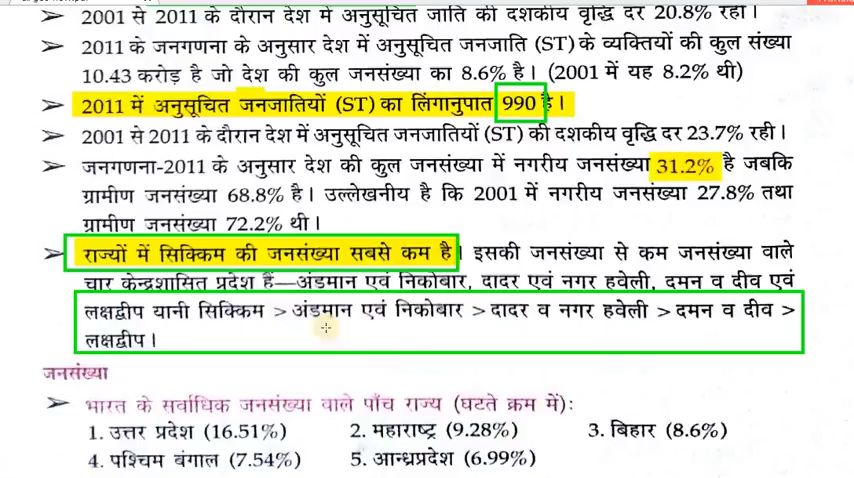 2001 से 2011 के दौरान देश में अनुसूचित जाति की दशकीय वृद्धि दर 20.8% रही।
➢ 2011 के जनगणना के अनुसार देश में अनुसूचित जनजाति (ST) के व्यक्तियों की कुल संख्या
10.43 करोड़ है जो देश की कुल जनसंख्या का 8.6% है। (2001 में यह 8.2% थी)
➢ 2011 में अनुसूचित जनजातियों (ST) का लिंगानुपात 990 है।
➢ 2001 से 2011 के दौरान देश में अनुसूचित जनजातियों (ST) की दशकीय वृद्धि दर 23.7% रही।
➢ जनगणना-2011 के अनुसार देश की कुल जनसंख्या में नगरीय जनसंख्या 31.2% है जबकि
ग्रामीण जनसंख्या 68.8% है। उल्लेखनीय है कि 2001 में नगरीय जनसंख्या 27.8% तथा
ग्रामीण जनसंख्या 72.2% थी।
➢ राज्यों में सिक्किम की जनसंख्या सबसे कम है। इसकी जनसंख्या से कम जनसंख्या वाले
चार केन्द्रशासित प्रदेश हैं—अंडमान एवं निकोबार, दादर एवं नगर हवेली, दमन व दीव एवं
लक्षद्वीप यानी सिक्किम > अंडमान एवं निकोबार > दादर व नगर हवेली > दमन व दीव >
लक्षद्वीप।
जनसंख्या
➢ भारत के सर्वाधिक जनसंख्या वाले पाँच राज्य (घटते क्रम में):
1. उत्तर प्रदेश (16.51%) 2. महाराष्ट्र (9.28%) 3. बिहार (8.6%)
4. पश्चिम बंगाल (7.54%) 5. आन्ध्रप्रदेश (6.99%)